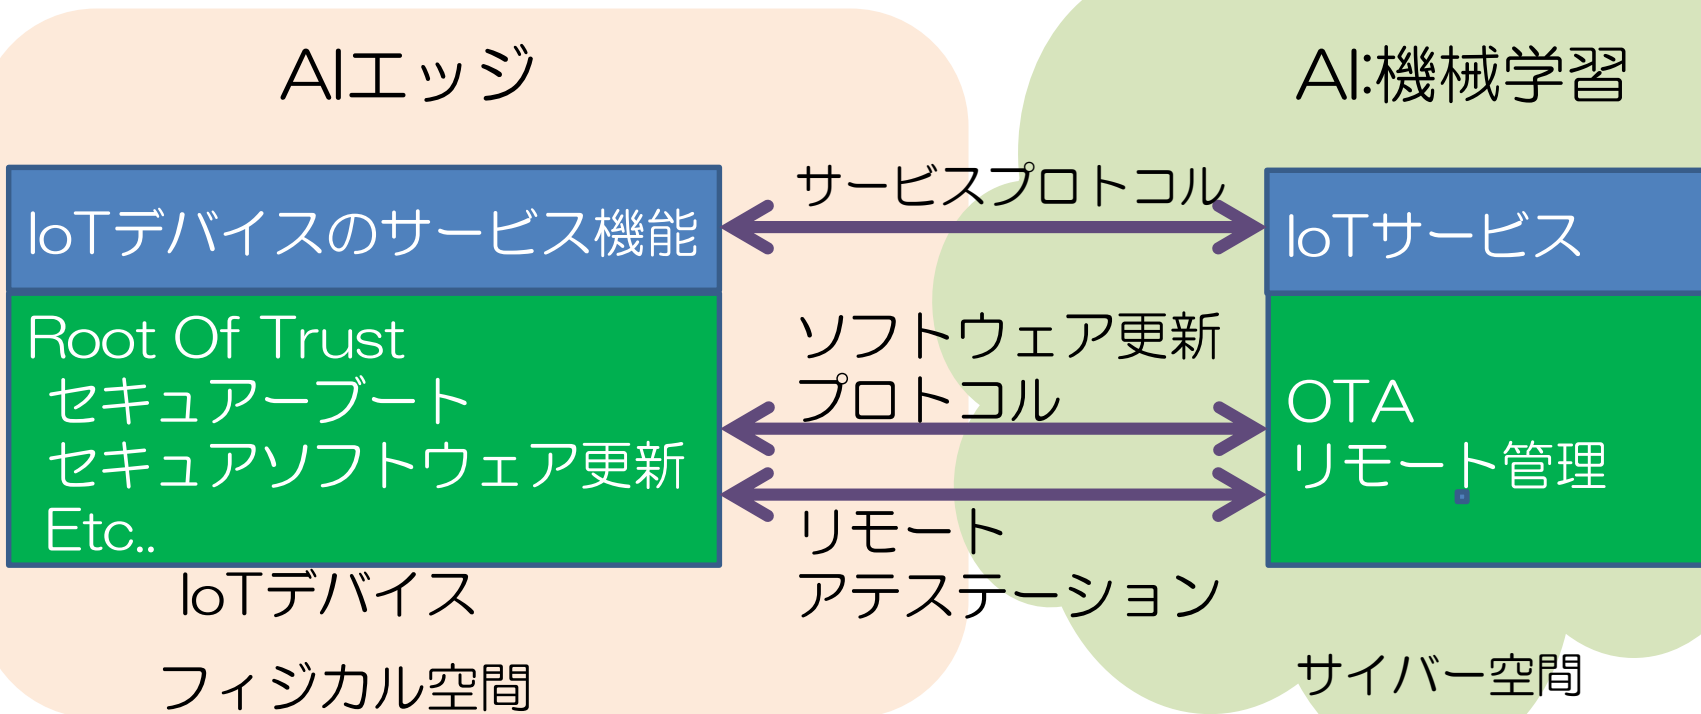 AIエッジ
AI:機械学習
IoTデバイスのサービス機能
サービスプロトコル
IoTサービス
Root Of Trust
セキュアーブート
セキュアソフトウェア更新
Etc..
ソフトウェア更新
プロトコル
リモート
アテステーション
OTA
リモート管理
IoTデバイス
フィジカル空間
サイバー空間